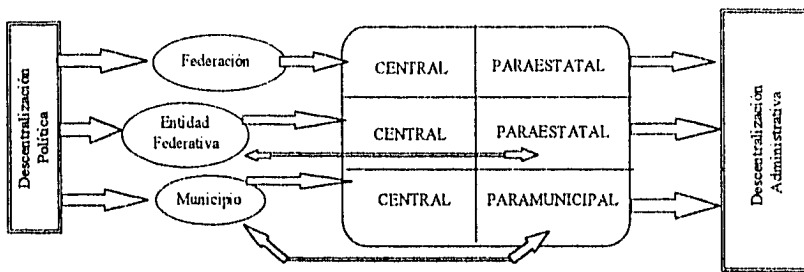 Descentralización
Política
Federación
Entidad
Federativa
Municipio
CENTRAL
PARAESTATAL
CENTRAL
PARAESTATAL
CENTRAL
PARAMUNICIPAL
Descentralización
Administrativa